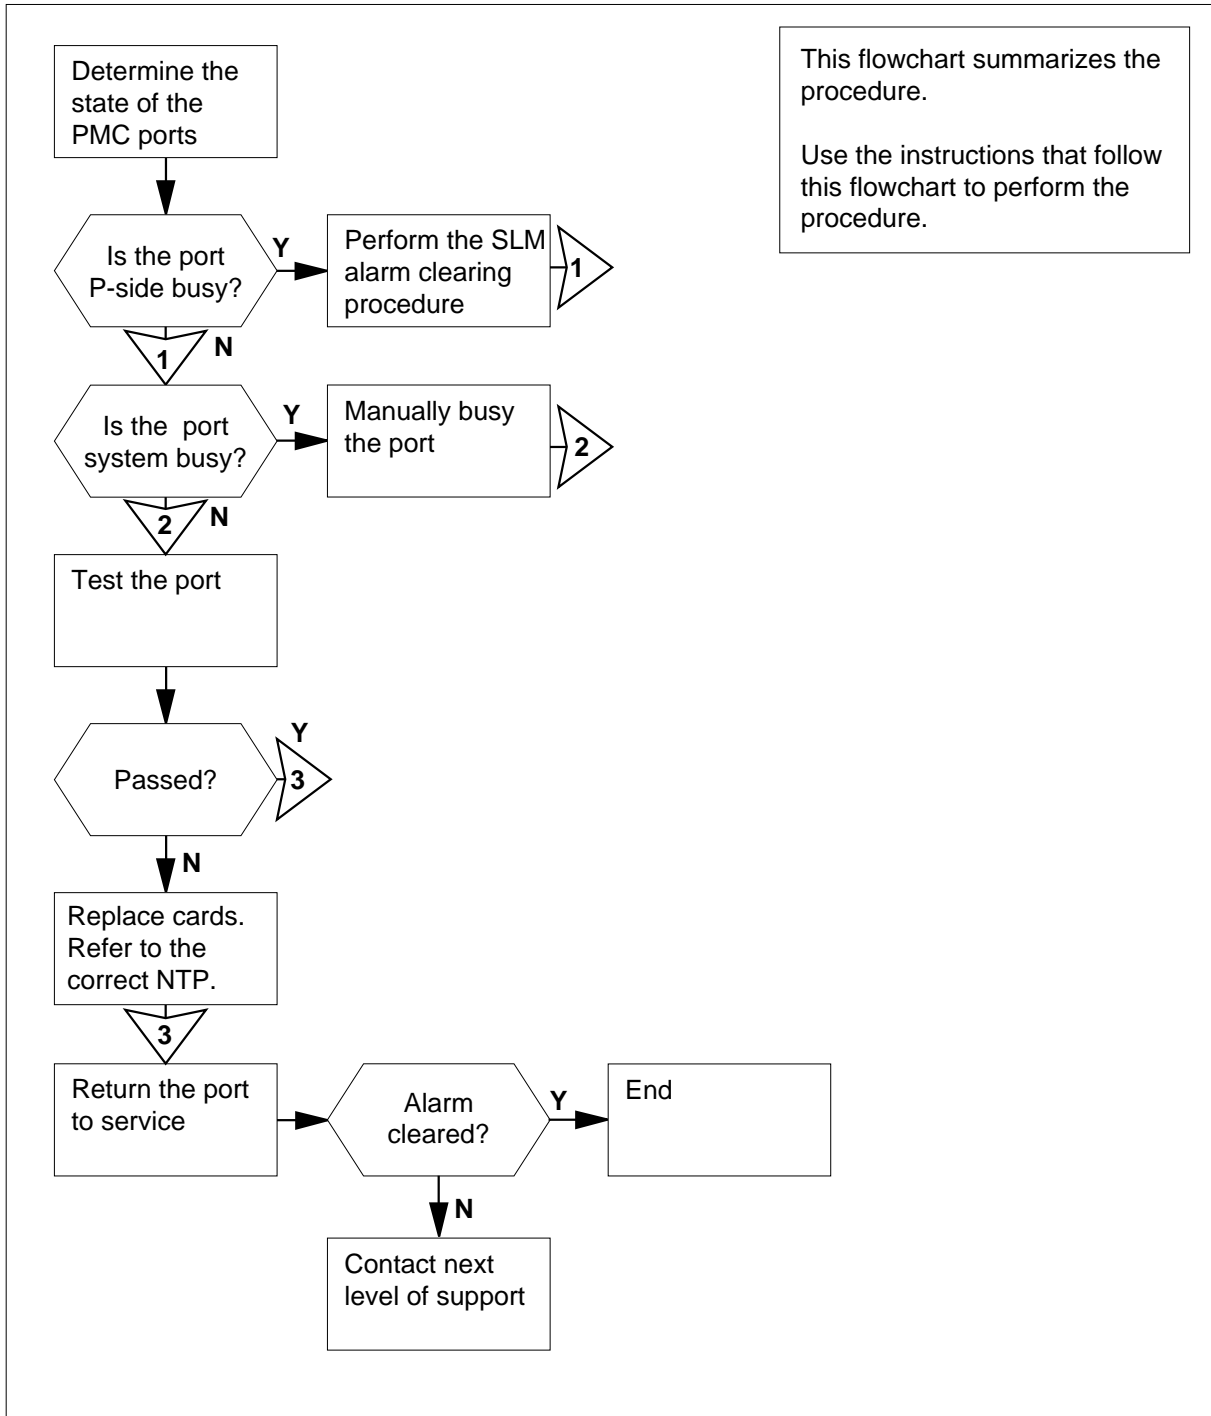 Determine the
state of the
PMC ports
This flowchart summarizes the
procedure.
Use the instructions that follow
this flowchart to perform the
procedure.
Is the port
P-side busy?
Y
Perform the SLM
alarm clearing
procedure
1
1
N
Is the port
system busy?
Y
Manually busy
the port
2
2
N
Test the port
Passed?
Y
3
N
Replace cards.
Refer to the
correct NTP.
3
Return the port
to service
Alarm
cleared?
Y
End
N
Contact next
level of support